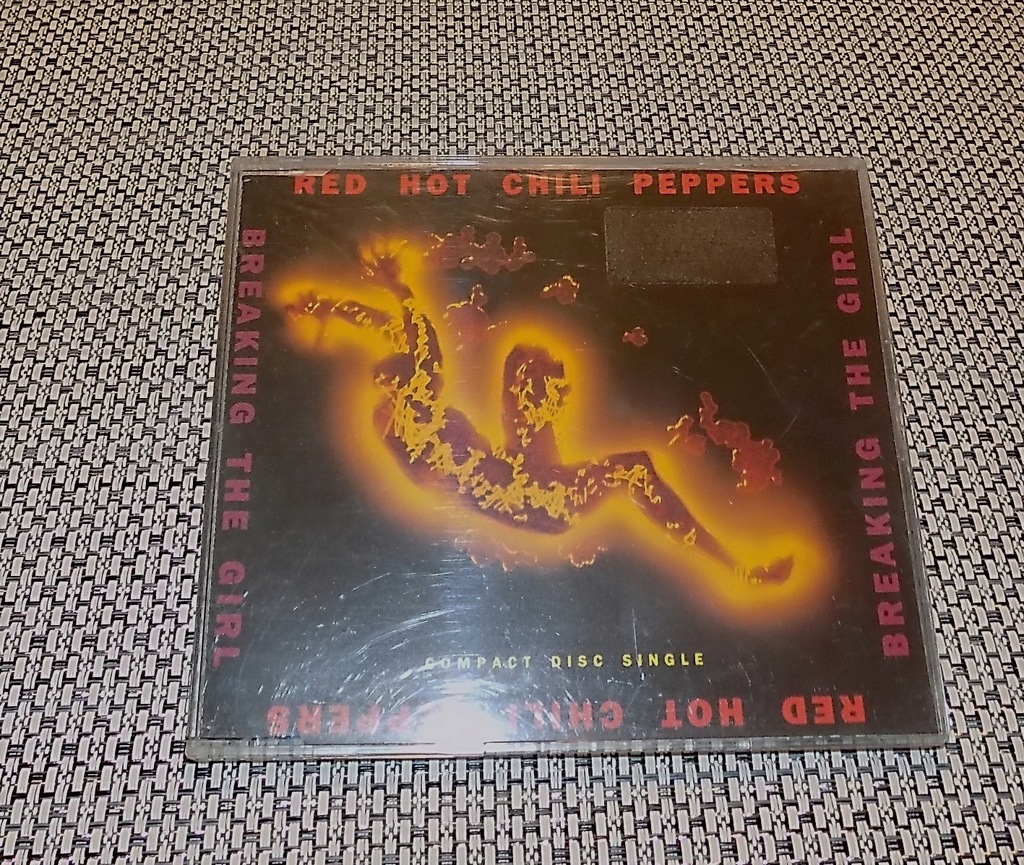 RED HOT CHILI PEPPERS
BREAKING THE GIRL
BREAKING THE GIRL
COMPACT DISC SINGLE
RED HOT CHILI PEPPERS